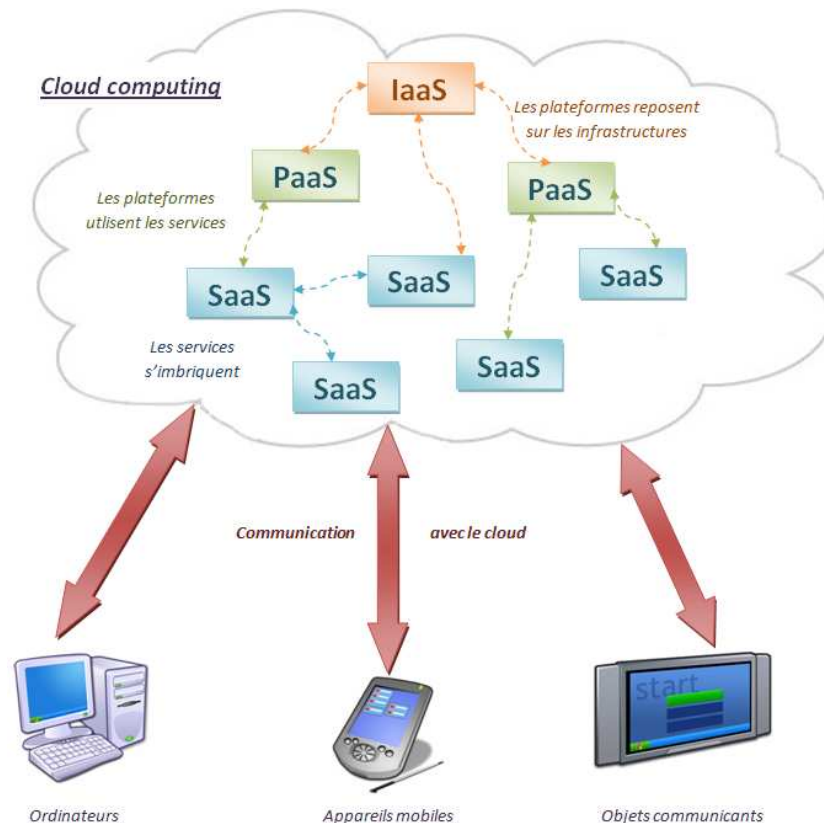 Cloud computing
IaaS
Les plateformes reposent
sur les infrastructures
PaaS
PaaS
Les plateformes
utlisent les services
SaaS
SaaS
SaaS
Les services
s'imbriquent
SaaS
SaaS
Communication avec le cloud
start
Ordinateurs
Appareils mobiles
Objets communicants